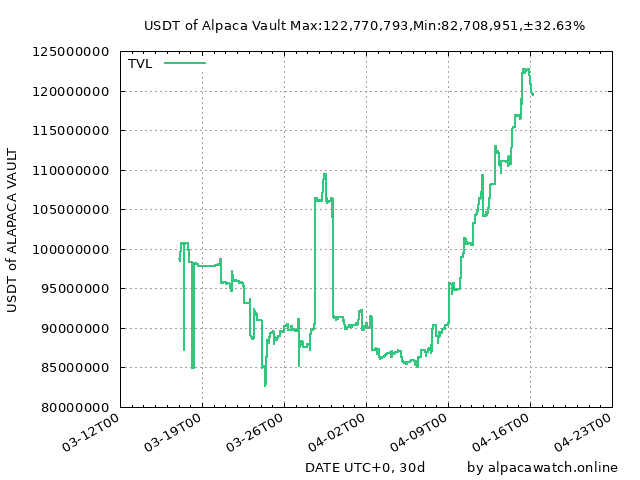 USDT of Alpaca Vault Max:122,770,793,Min:82,708,951,±32.63%
125000000
TVL
120000000
115000000
110000000
105000000
100000000
95000000
90000000
85000000
80000000
USDT of ALAPACA VAULT
03-12T00
03-19T00
03-26T00
04-02T00
04-09T00
04-16T00
04-23T00
DATE UTC+0, 30d
by alpacawatch.online